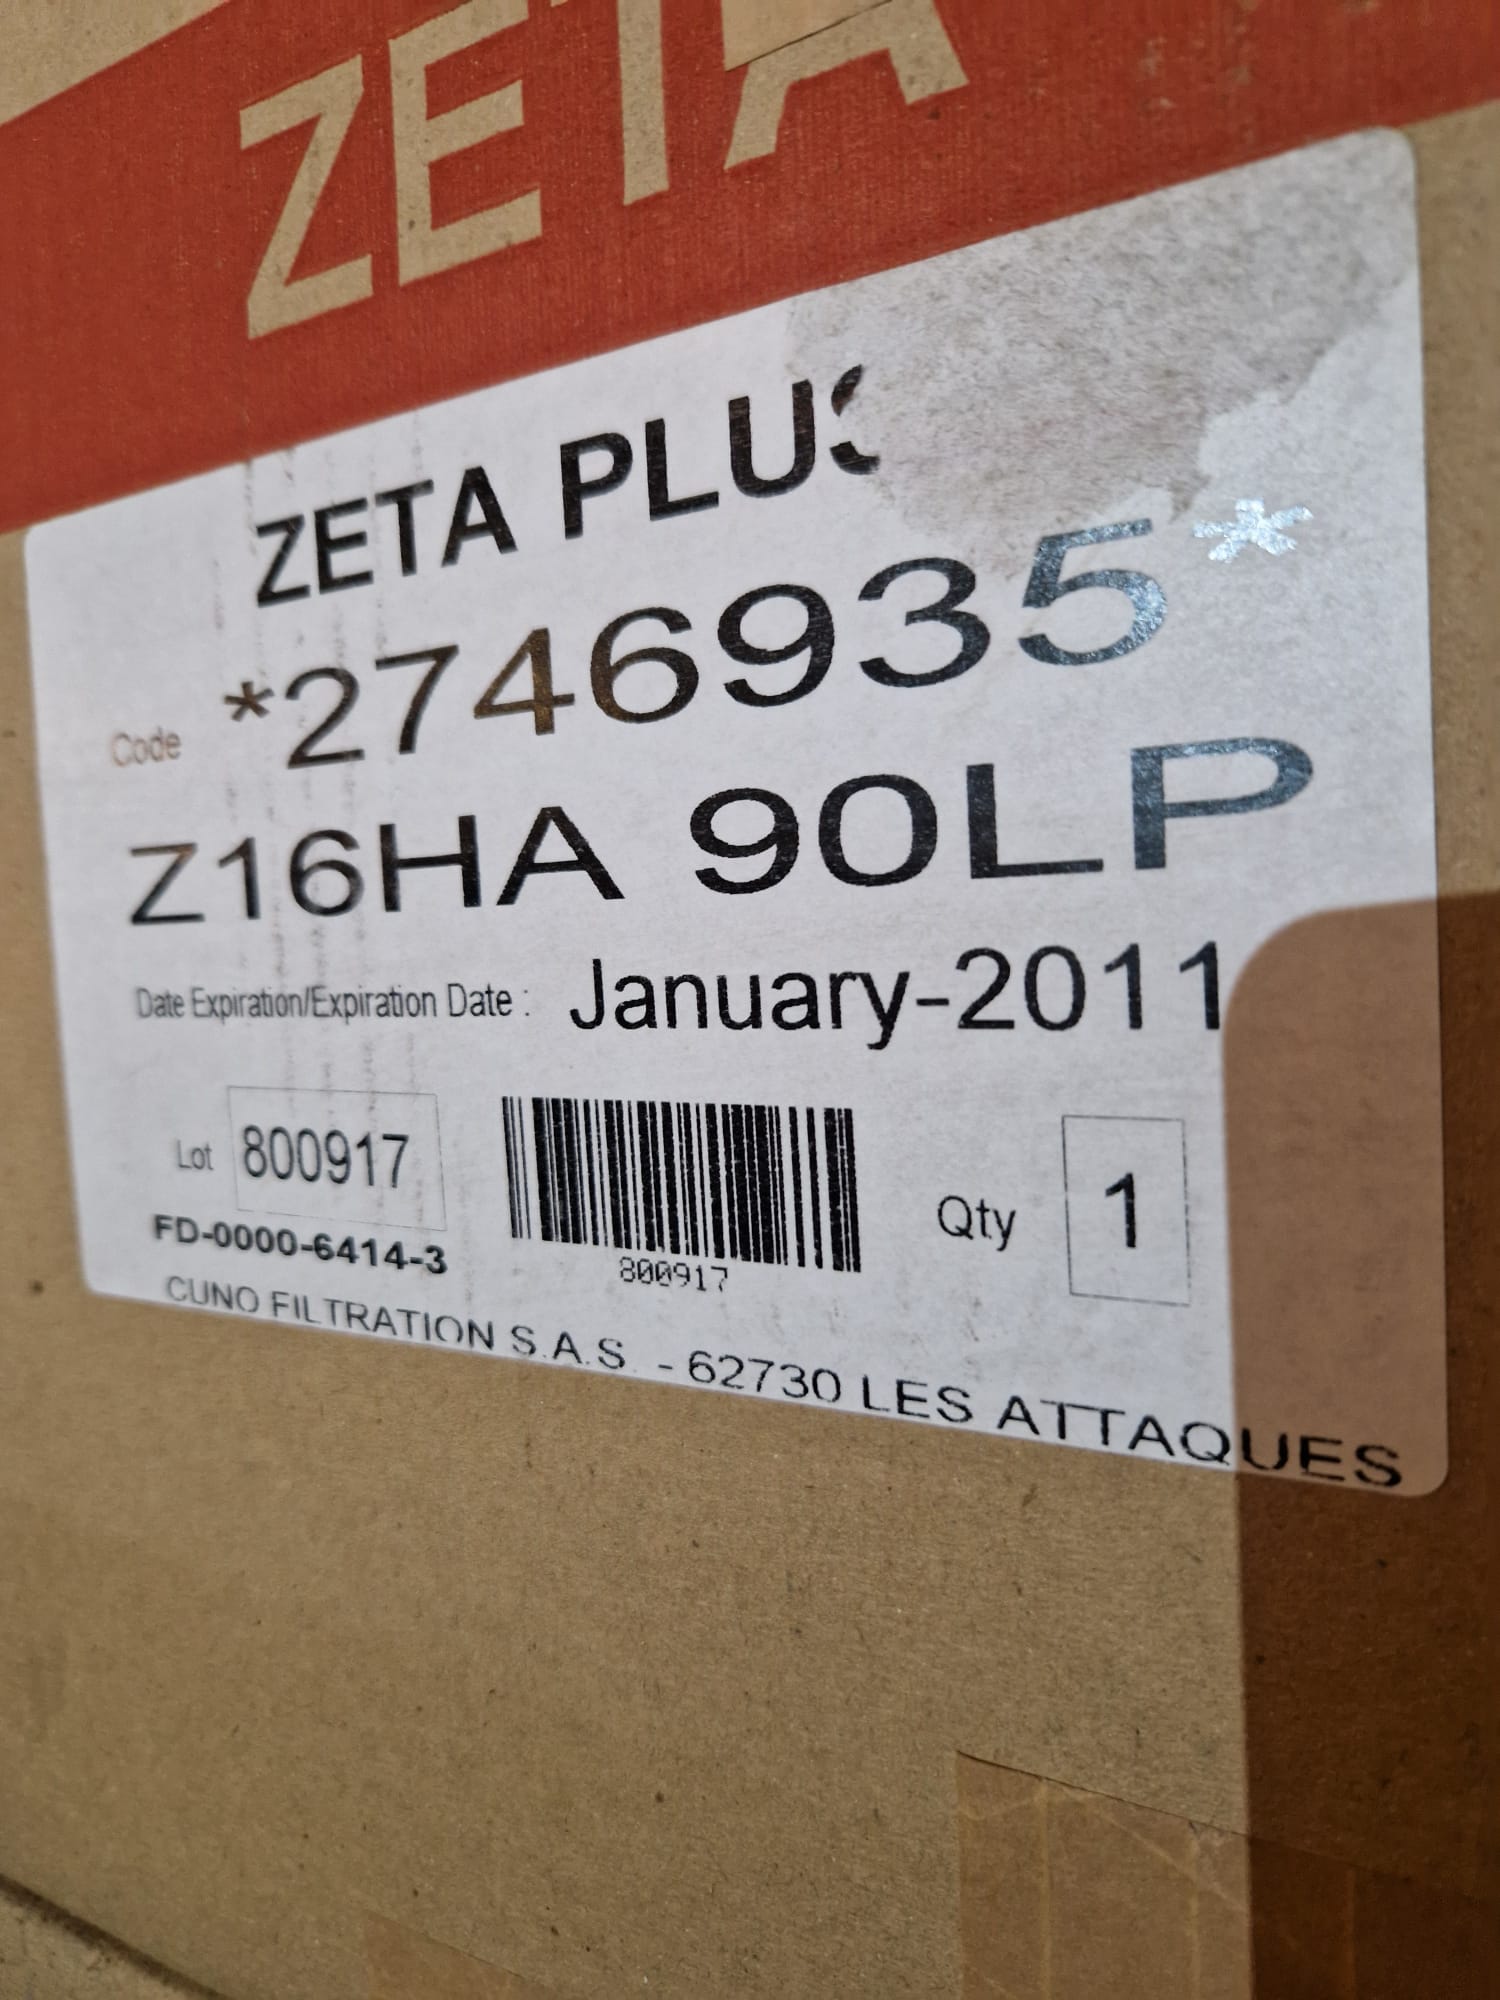 ZETA
ZETA PLUS
Code *2746935*
Z16HA 90LP
Date Expiration/Expiration Date : January-2011
Lot 800917
Qty 1
FD-0000-6414-3
800917
CUNO FILTRATION S.A.S. - 62730 LES ATTAQUES